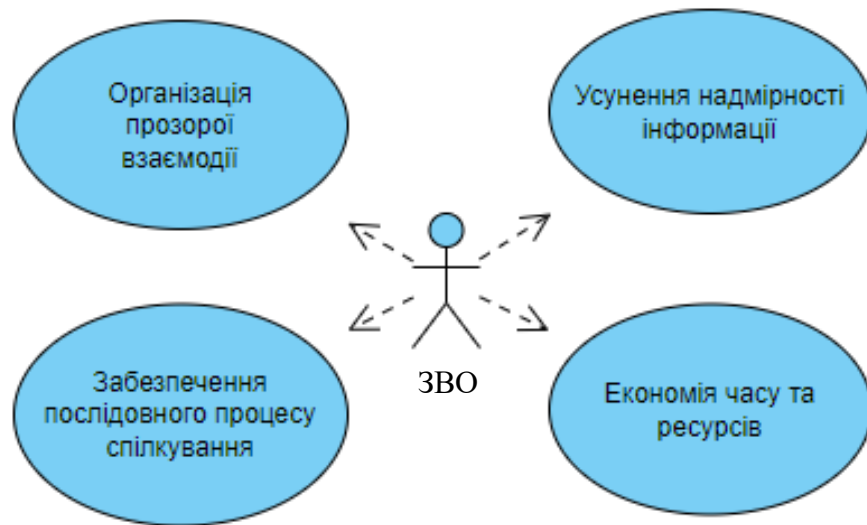 Організація
прозорої
взаємодії
Усунення надмірності
інформації
ЗВО
Забезпечення
послідовного процесу
спілкування
Економія часу та
ресурсів